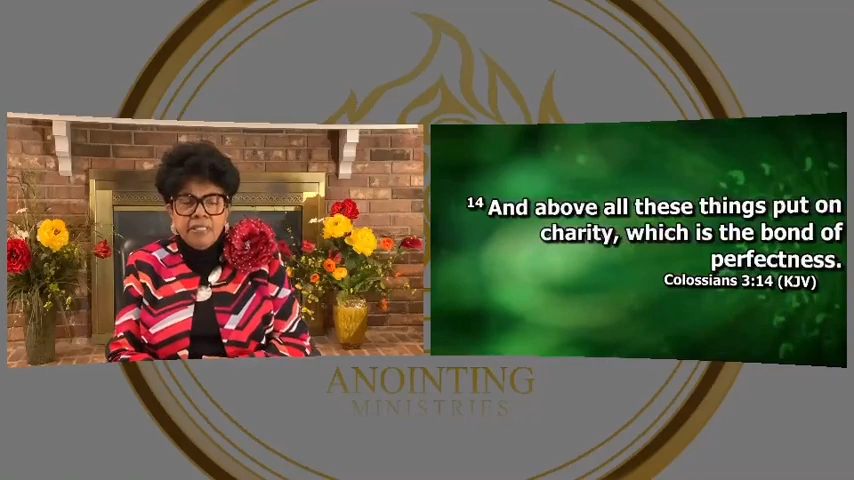 14 And above all these things put on
charity, which is the bond of
perfectness.
Colossians 3:14 (KJV)
ANOINTING
MINISTRIES